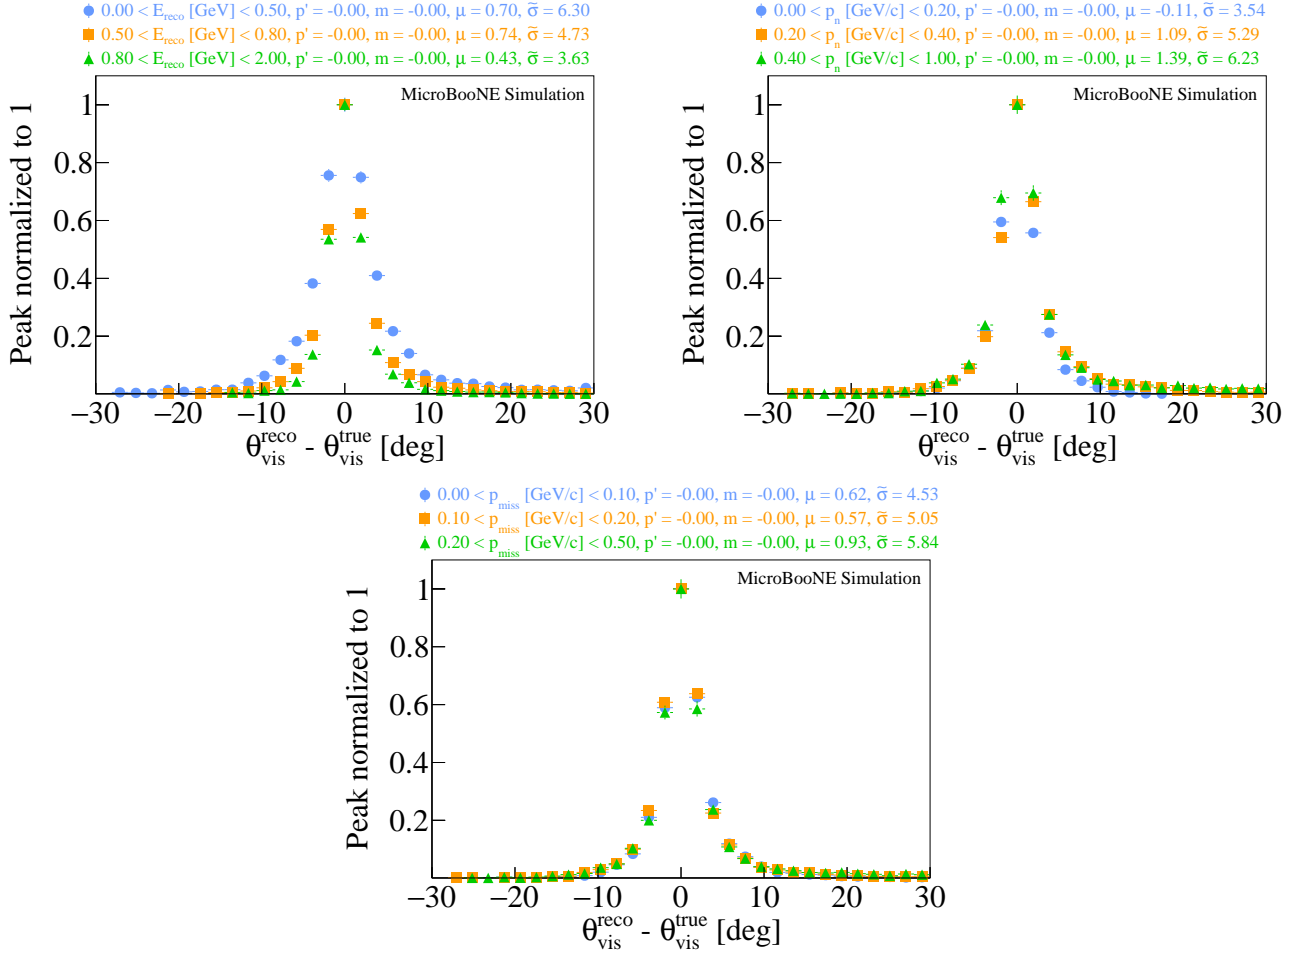 0.00 < E_reco [GeV] < 0.50, p' = -0.00, m = -0.00, μ = 0.70, σ̃ = 6.30
0.50 < E_reco [GeV] < 0.80, p' = -0.00, m = -0.00, μ = 0.74, σ̃ = 4.73
0.80 < E_reco [GeV] < 2.00, p' = -0.00, m = -0.00, μ = 0.43, σ̃ = 3.63
MicroBooNE Simulation
Peak normalized to 1
1
0.8
0.6
0.4
0.2
−30 −20 −10 0 10 20 30
θ_vis^reco - θ_vis^true [deg]
0.00 < p_n [GeV/c] < 0.20, p' = -0.00, m = -0.00, μ = -0.11, σ̃ = 3.54
0.20 < p_n [GeV/c] < 0.40, p' = -0.00, m = -0.00, μ = 1.09, σ̃ = 5.29
0.40 < p_n [GeV/c] < 1.00, p' = -0.00, m = -0.00, μ = 1.39, σ̃ = 6.23
MicroBooNE Simulation
Peak normalized to 1
1
0.8
0.6
0.4
0.2
−30 −20 −10 0 10 20 30
θ_vis^reco - θ_vis^true [deg]
0.00 < p_miss [GeV/c] < 0.10, p' = -0.00, m = -0.00, μ = 0.62, σ̃ = 4.53
0.10 < p_miss [GeV/c] < 0.20, p' = -0.00, m = -0.00, μ = 0.57, σ̃ = 5.05
0.20 < p_miss [GeV/c] < 0.50, p' = -0.00, m = -0.00, μ = 0.93, σ̃ = 5.84
MicroBooNE Simulation
Peak normalized to 1
1
0.8
0.6
0.4
0.2
−30 −20 −10 0 10 20 30
θ_vis^reco - θ_vis^true [deg]